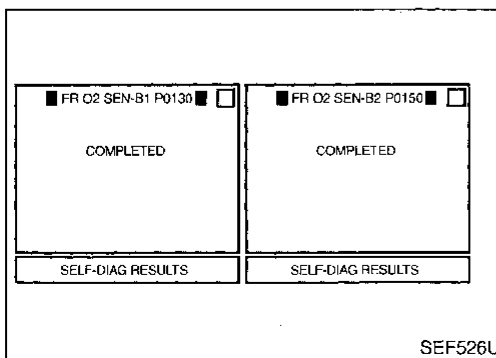 FR O2 SEN-B1 P0130
FR O2 SEN-B2 P0150
COMPLETED
COMPLETED
SELF-DIAG RESULTS
SELF-DIAG RESULTS
SEF526U